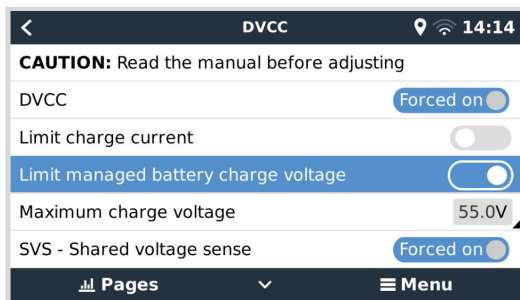 DVCC 14:14
CAUTION: Read the manual before adjusting
DVCC Forced on
Limit charge current
Limit managed battery charge voltage
Maximum charge voltage 55.0V
SVS - Shared voltage sense Forced on
Pages Menu